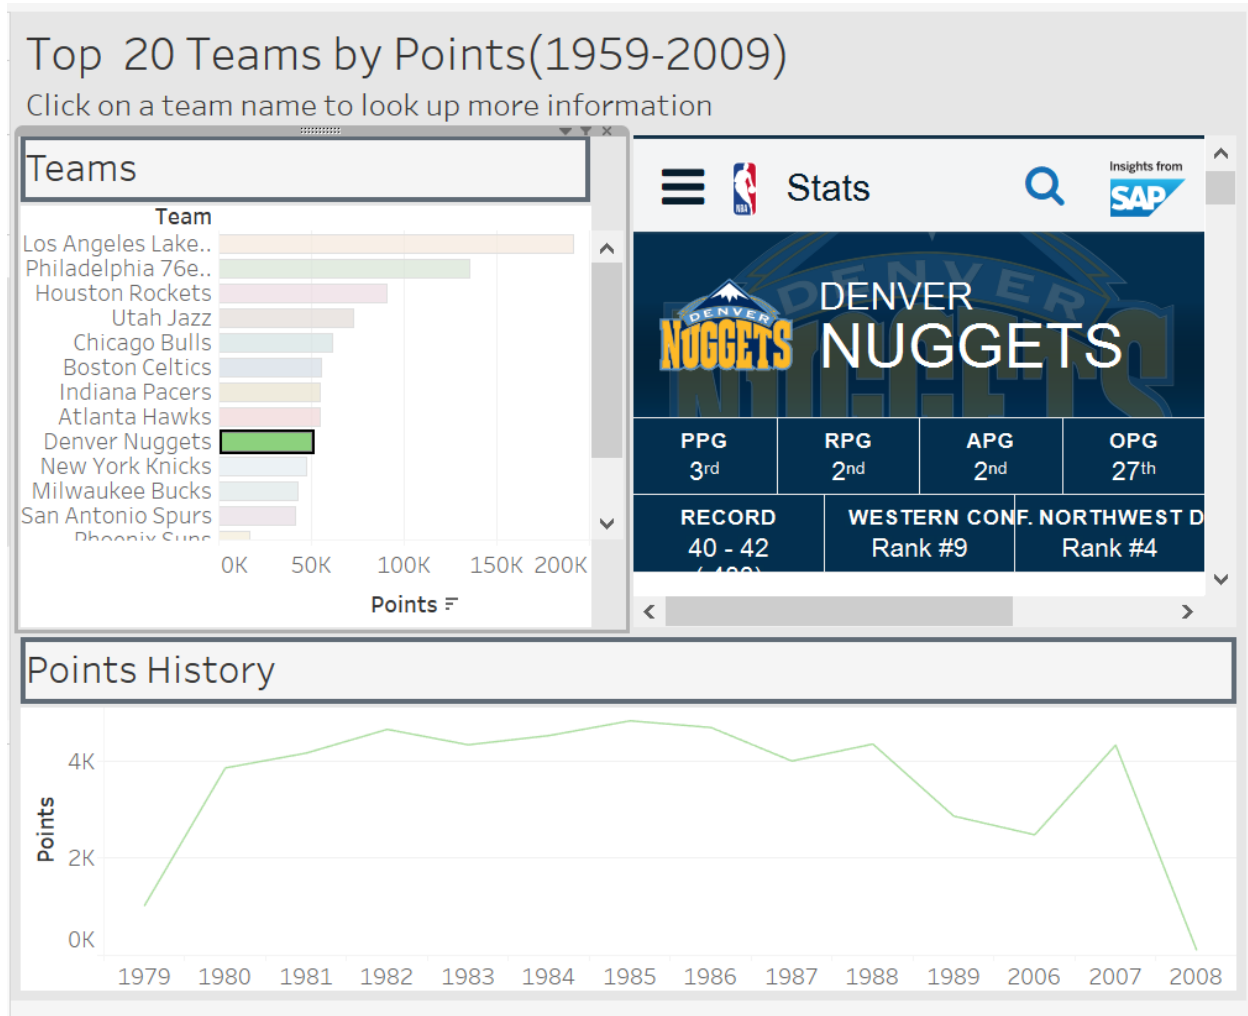 Top 20 Teams by Points(1959-2009)
Click on a team name to look up more information
Teams
Team
Los Angeles Lake..
Philadelphia 76e..
Houston Rockets
Utah Jazz
Chicago Bulls
Boston Celtics
Indiana Pacers
Atlanta Hawks
Denver Nuggets
New York Knicks
Milwaukee Bucks
San Antonio Spurs
Phoenix Suns
0K 50K 100K 150K 200K
Points
NBA
Stats
Insights from
SAP
DENVER
NUGGETS
DENVER
NUGGETS
DENVER
NUGGETS
PPG RPG APG OPG
3rd 2nd 2nd 27th
RECORD WESTERN CONF. NORTHWEST D
40 - 42 Rank #9 Rank #4
Points History
Points
4K
2K
0K
1979 1980 1981 1982 1983 1984 1985 1986 1987 1988 1989 2006 2007 2008